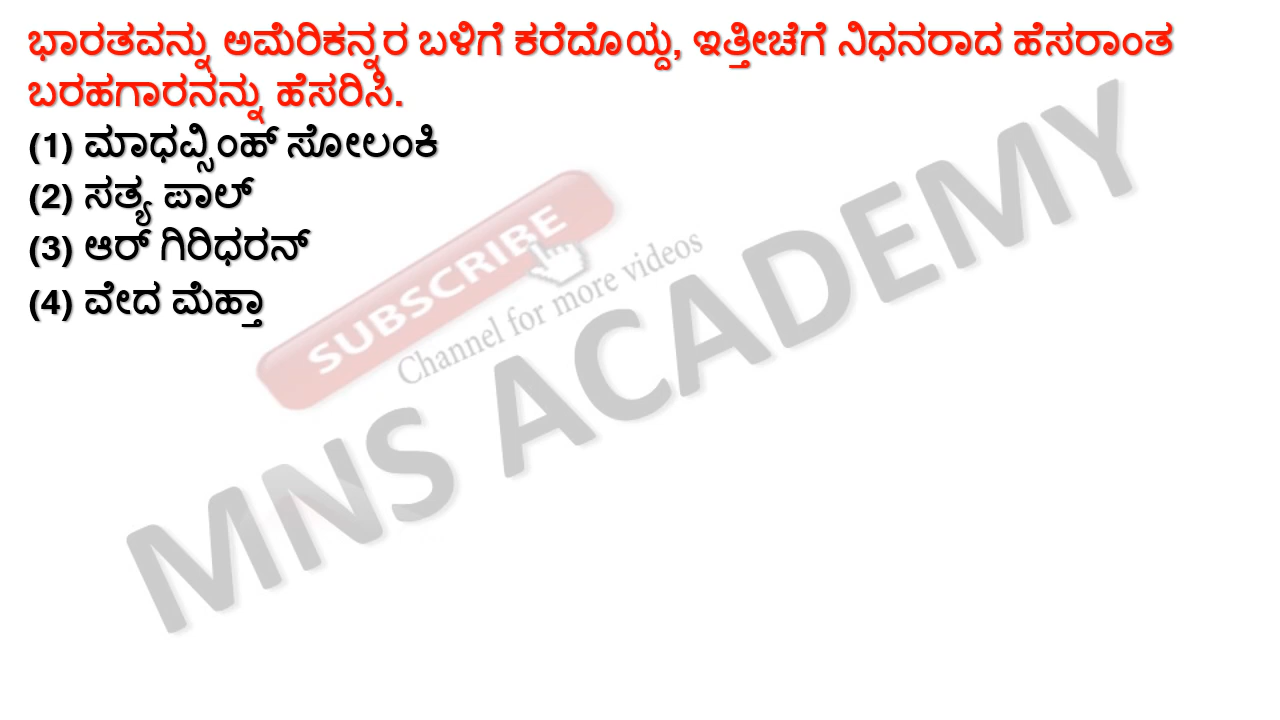 ಭಾರತವನ್ನು ಅಮೆರಿಕನ್ನರ ಬಳಿಗೆ ಕರೆದೊಯ್ದ, ಇತ್ತೀಚೆಗೆ ನಿಧನರಾದ ಹೆಸರಾಂತ
ಬರಹಗಾರನನ್ನು ಹೆಸರಿಸಿ.
(1) ಮಾಧವ್ಸಿಂಹ್ ಸೋಲಂಕಿ
(2) ಸತ್ಯ ಪಾಲ್
(3) ಆರ್ ಗಿರಿಧರನ್
(4) ವೇದ ಮೆಹ್ತಾ
SUBSCRIBE
Channel for more videos
MNS ACADEMY